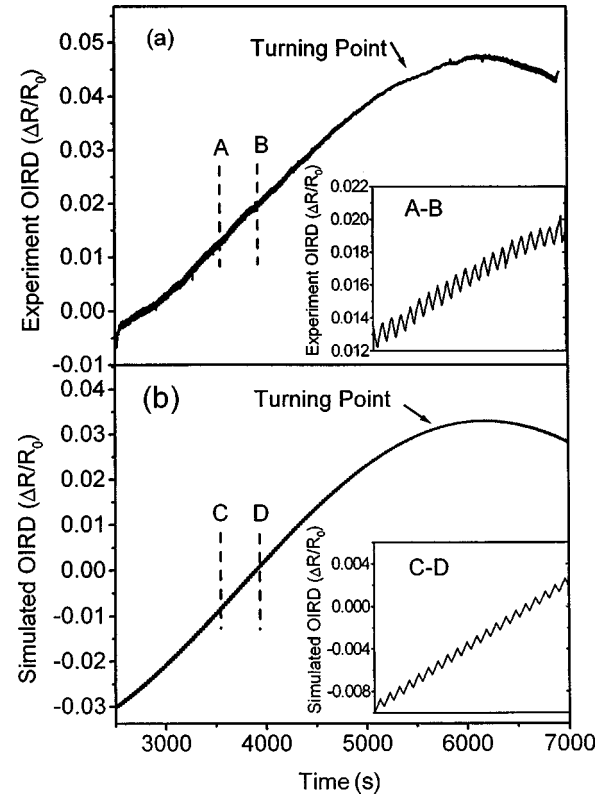 (a)
Turning Point
A
B
Experiment OIRD (ΔR/R₀)
0.05
0.04
0.03
0.02
0.01
0.00
-0.01
A-B
Experiment OIRD (ΔR/R₀)
0.022
0.020
0.018
0.016
0.014
0.012
(b)
Turning Point
C
D
Simulated OIRD (ΔR/R₀)
0.04
0.03
0.02
0.01
0.00
-0.01
-0.02
-0.03
C-D
Simulated OIRD (ΔR/R₀)
0.004
0.000
-0.004
-0.008
3000 4000 5000 6000 7000
Time (s)